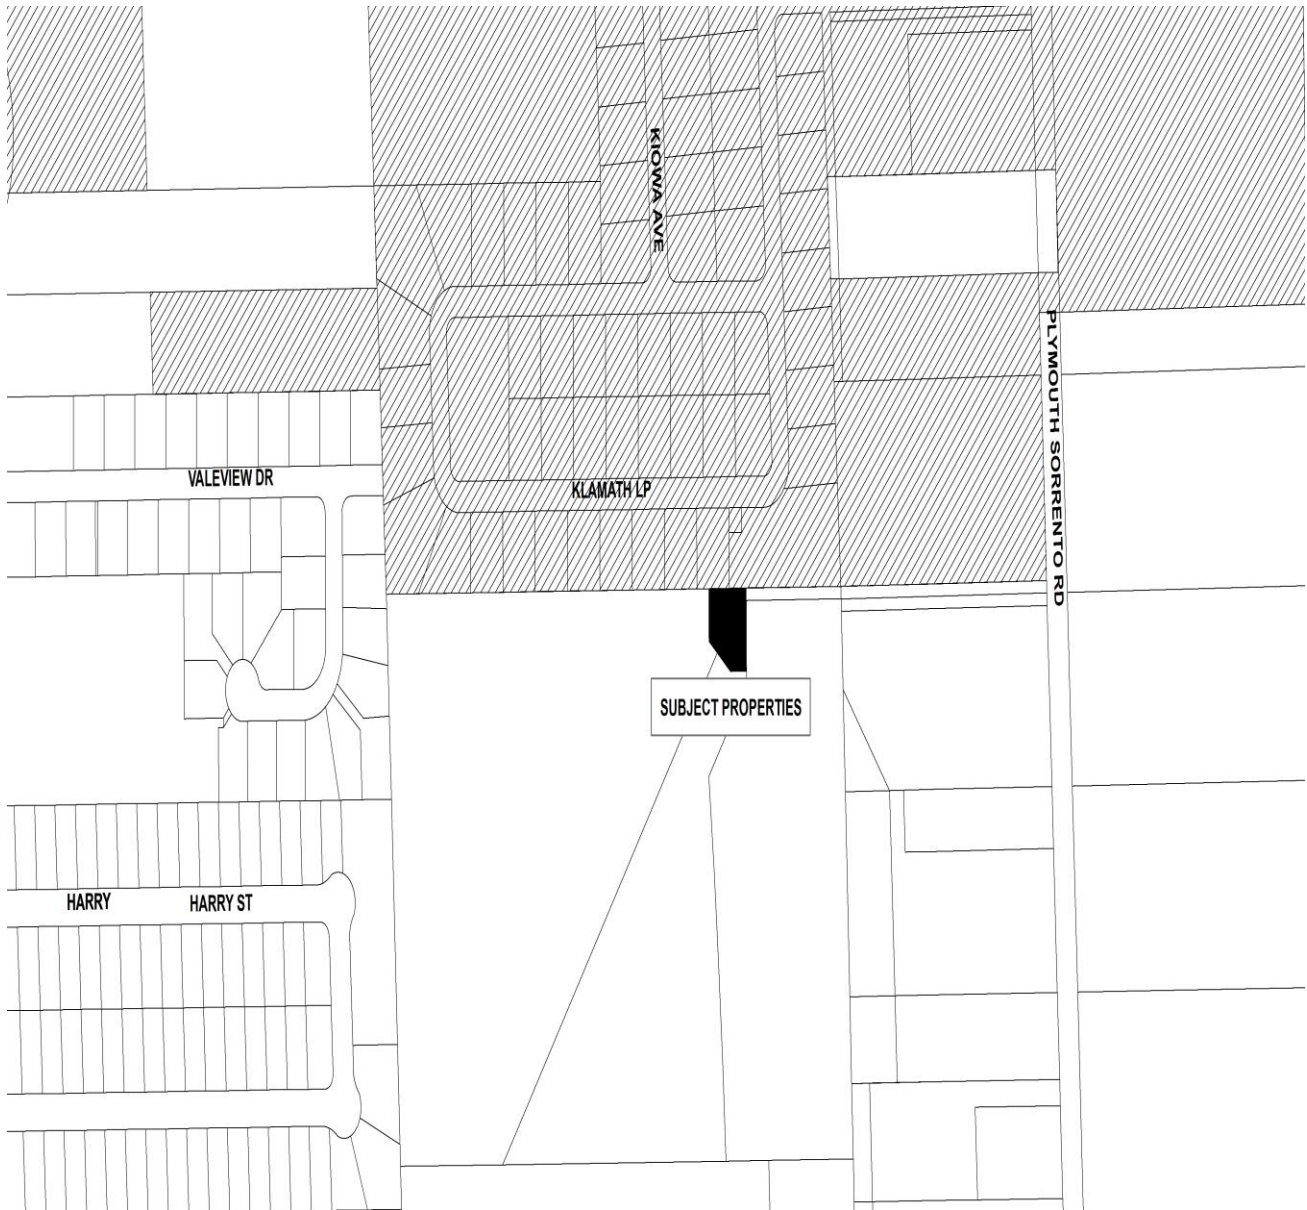 KIOWA AVE
PLYMOUTH SORRENTO RD
VALEVIEW DR
KLAMATH LP
SUBJECT PROPERTIES
HARRY
HARRY ST